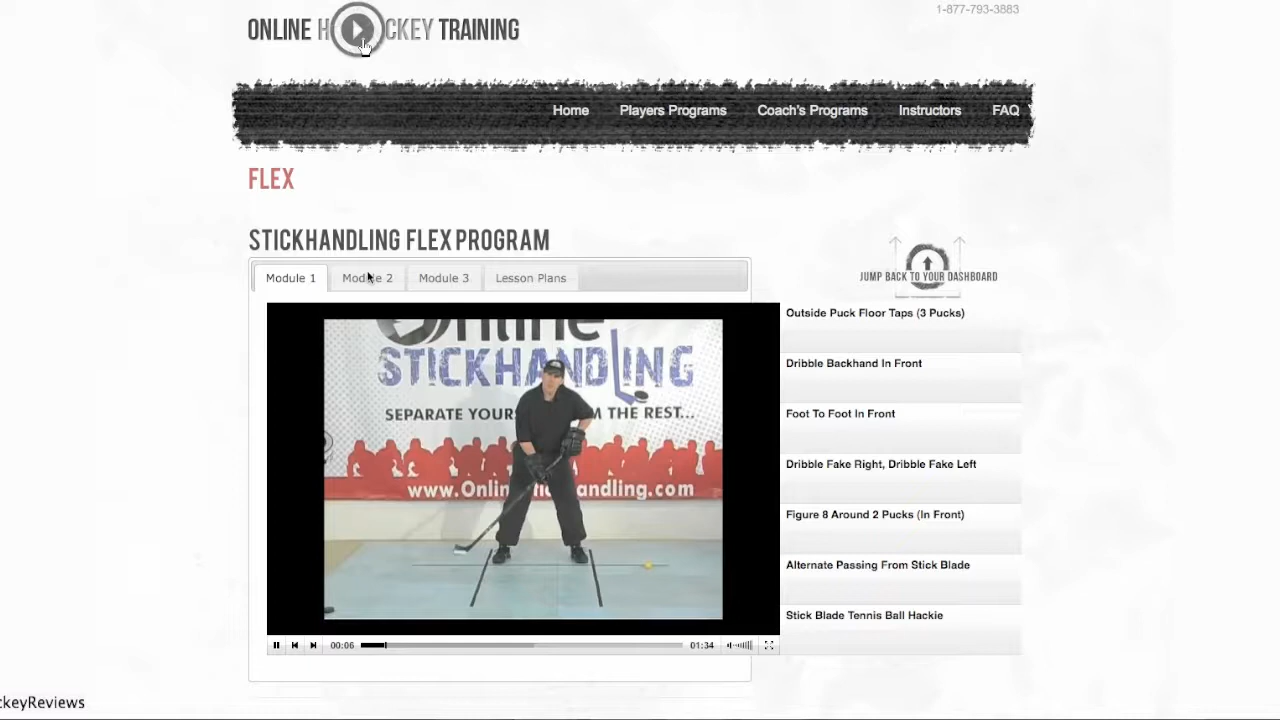 1-877-793-3883
ONLINE HOCKEY TRAINING
Home Players Programs Coach's Programs Instructors FAQ
FLEX
STICKHANDLING FLEX PROGRAM
JUMP BACK TO YOUR DASHBOARD
Module 1 Module 2 Module 3 Lesson Plans
STICKHANDLING
SEPARATE YOURS M THE REST...
www.Onlin andling.com
Outside Puck Floor Taps (3 Pucks)
Dribble Backhand In Front
Foot To Foot In Front
Dribble Fake Right, Dribble Fake Left
Figure 8 Around 2 Pucks (In Front)
Alternate Passing From Stick Blade
Stick Blade Tennis Ball Hackie
00:06 01:34
ckeyReviews